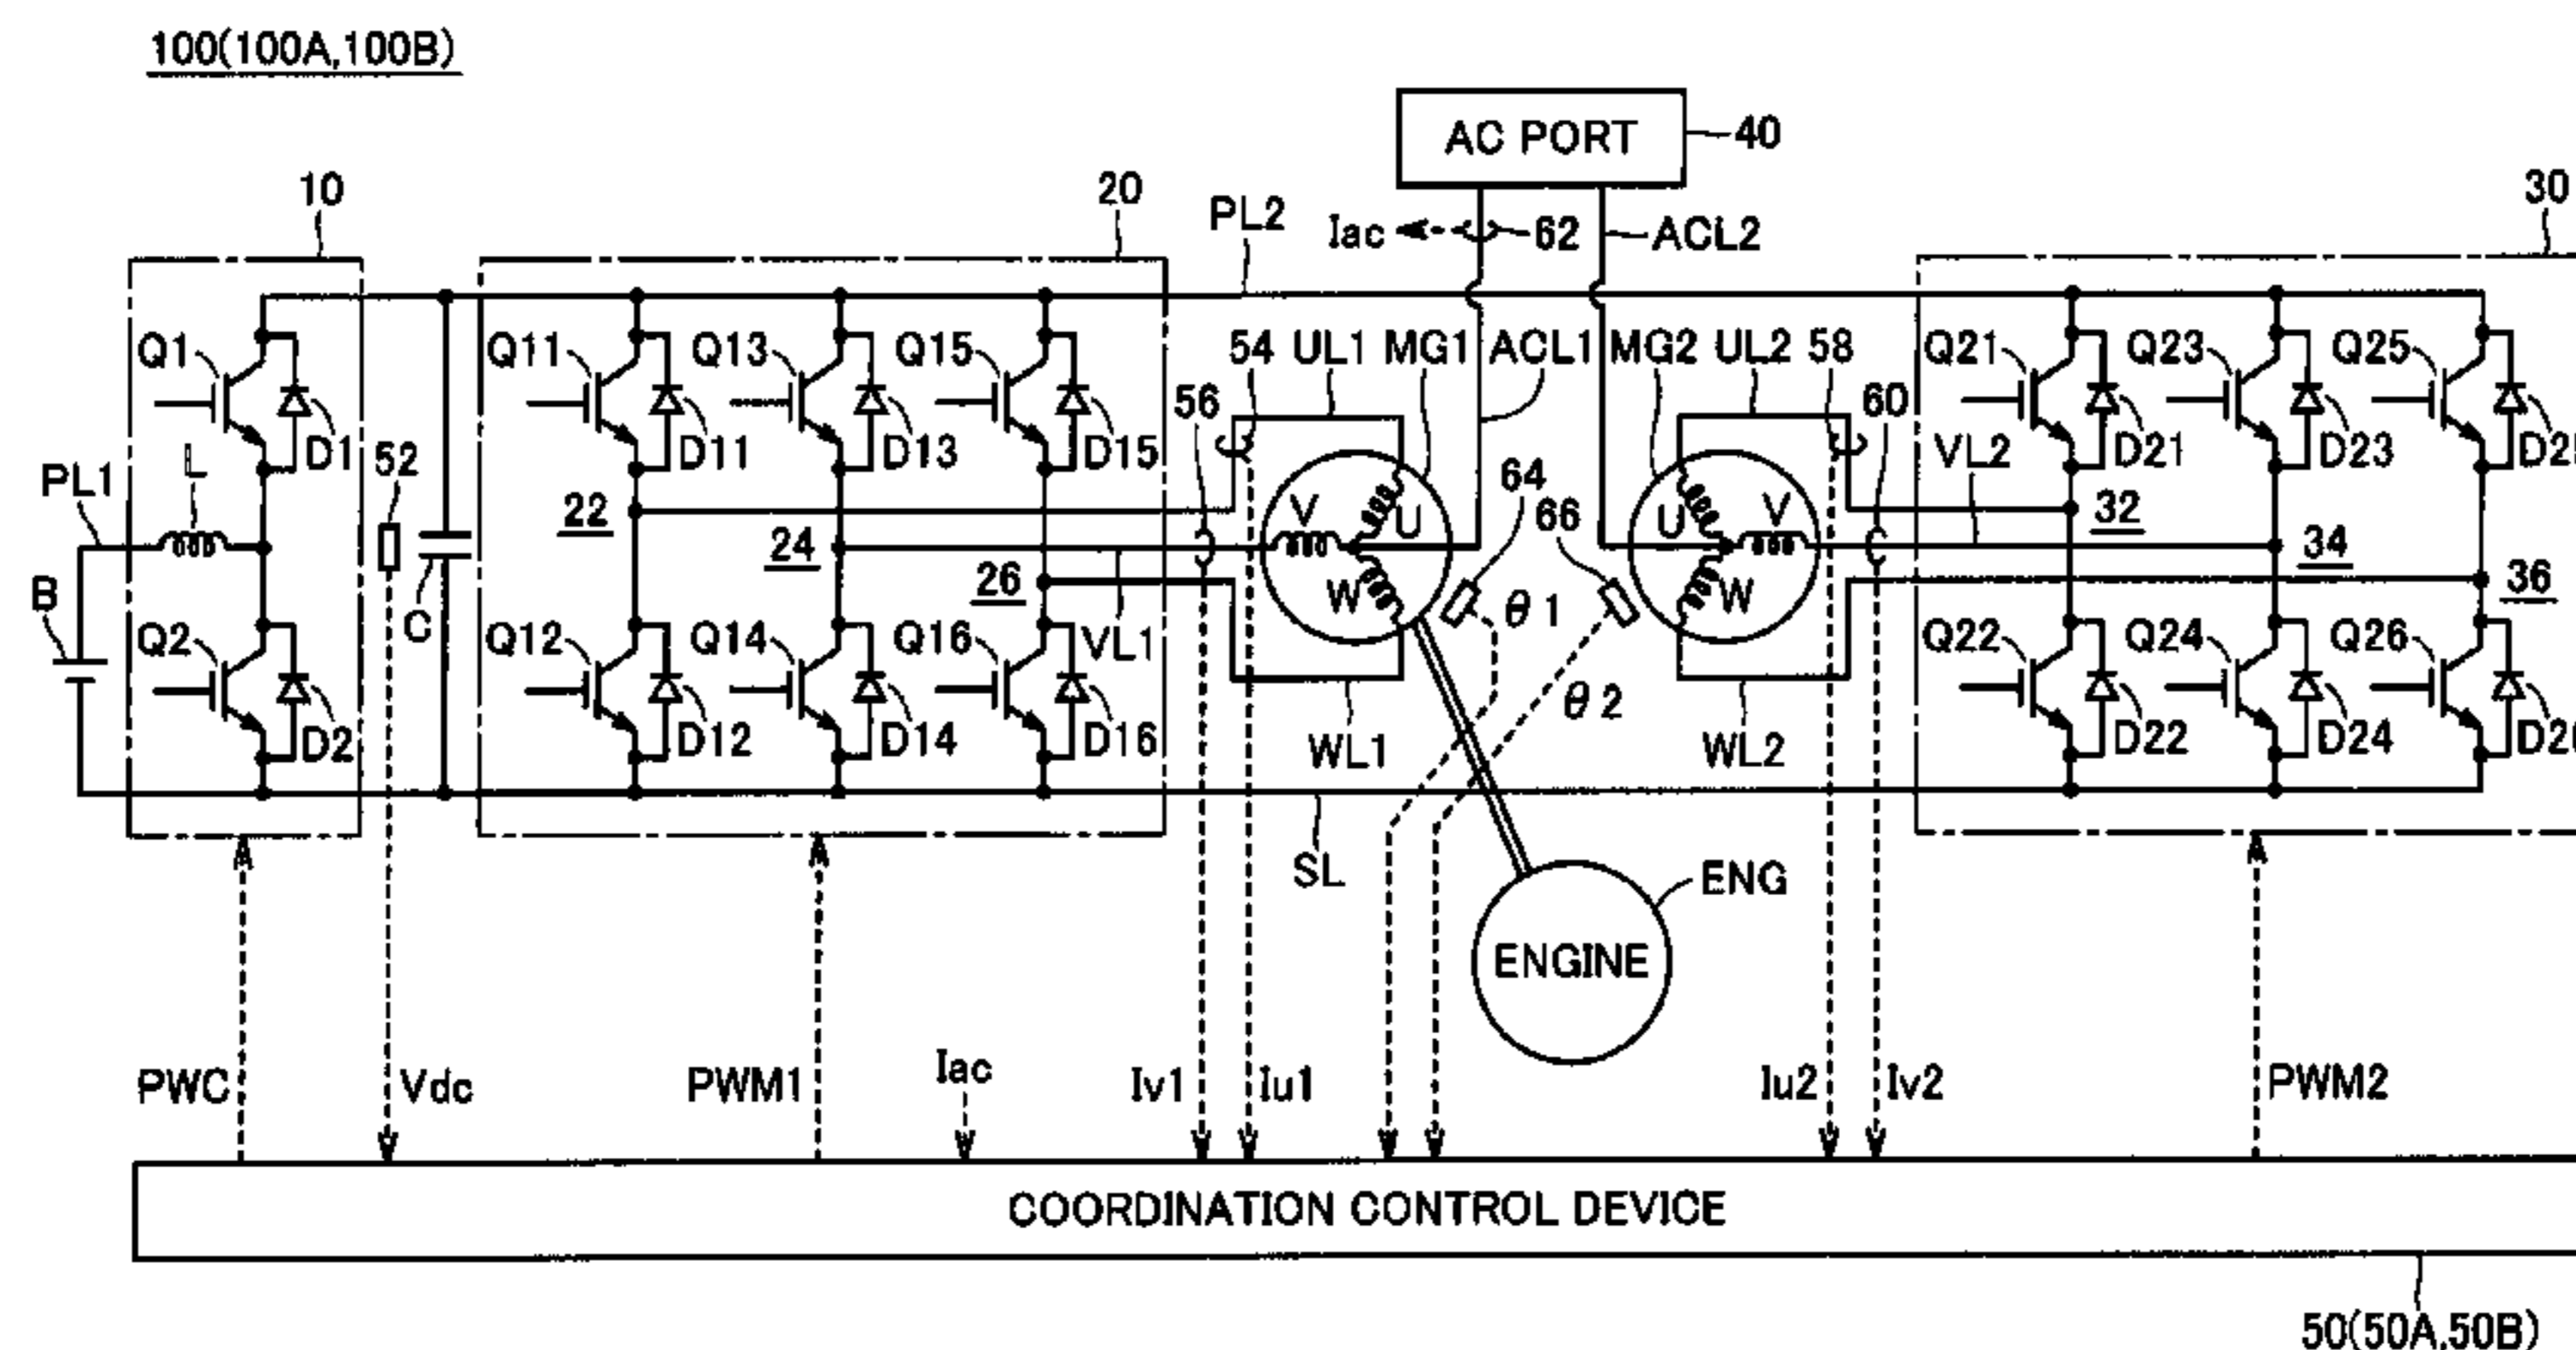 100(100A,100B)
AC PORT
40
10
20
PL2
Iac
62
ACL2
30
Q1
Q11
Q13
Q15
54
UL1
MG1
ACL1
MG2
UL2
58
Q21
Q23
Q25
56
60
D1
52
D11
D13
D15
VL2
D21
D23
L
PL1
64
66
22
24
26
V
U
W
U
V
W
32
34
36
B
C
θ1
θ2
Q2
Q12
Q14
Q16
VL1
Q22
Q24
Q26
D2
D12
D14
D16
WL1
WL2
D22
D24
SL
ENG
ENGINE
PWC
Vdc
PWM1
Iac
Iv1
Iu1
Iu2
Iv2
PWM2
COORDINATION CONTROL DEVICE
50(50A,50B)